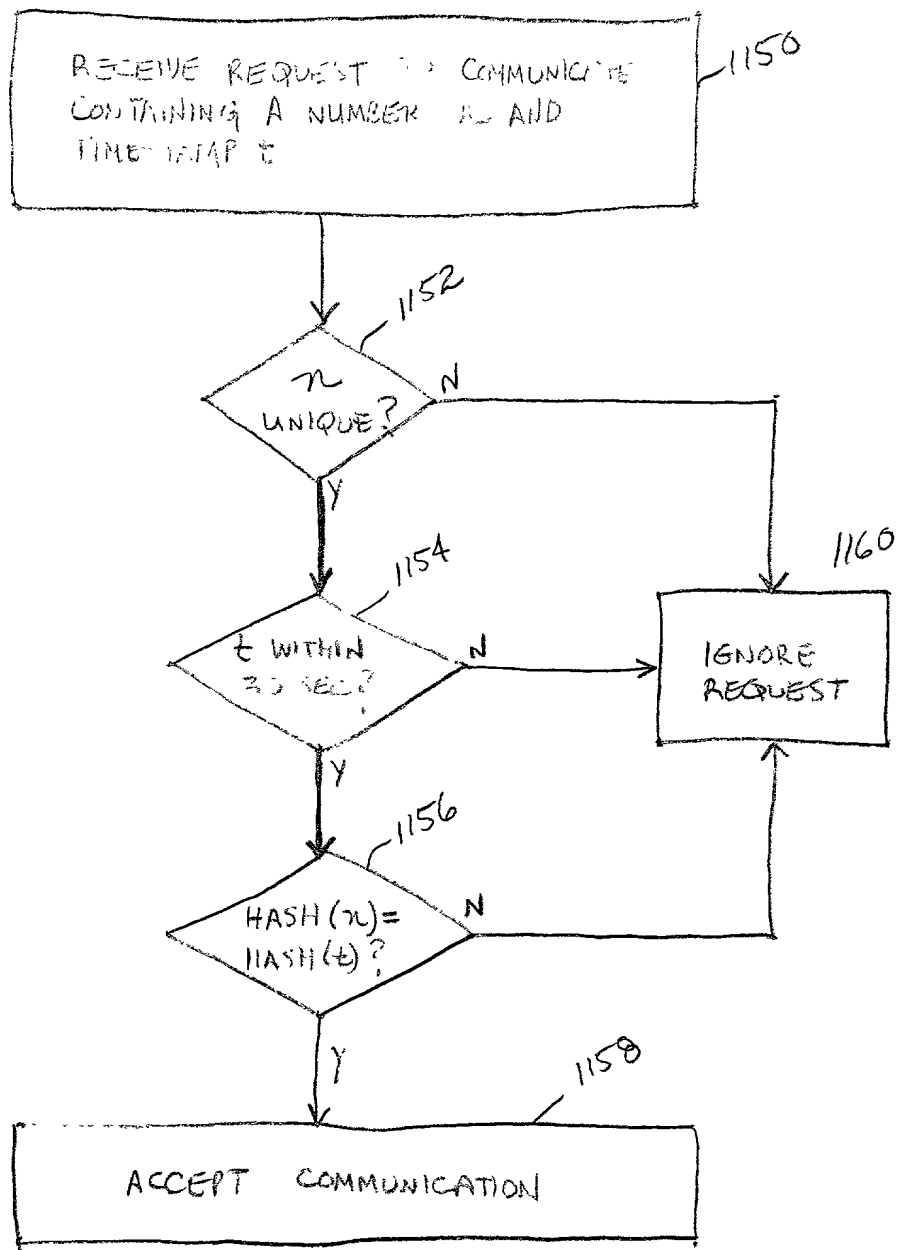 RECEIVE REQUEST TO COMMUNICATE
CONTAINING A NUMBER n AND
TIMESTAMP t
1150
1152
n
UNIQUE?
N
Y
1154
t WITHIN
30 SEC?
N
Y
1160
IGNORE
REQUEST
1156
HASH(n)=
HASH(t)?
N
Y
1158
ACCEPT COMMUNICATION